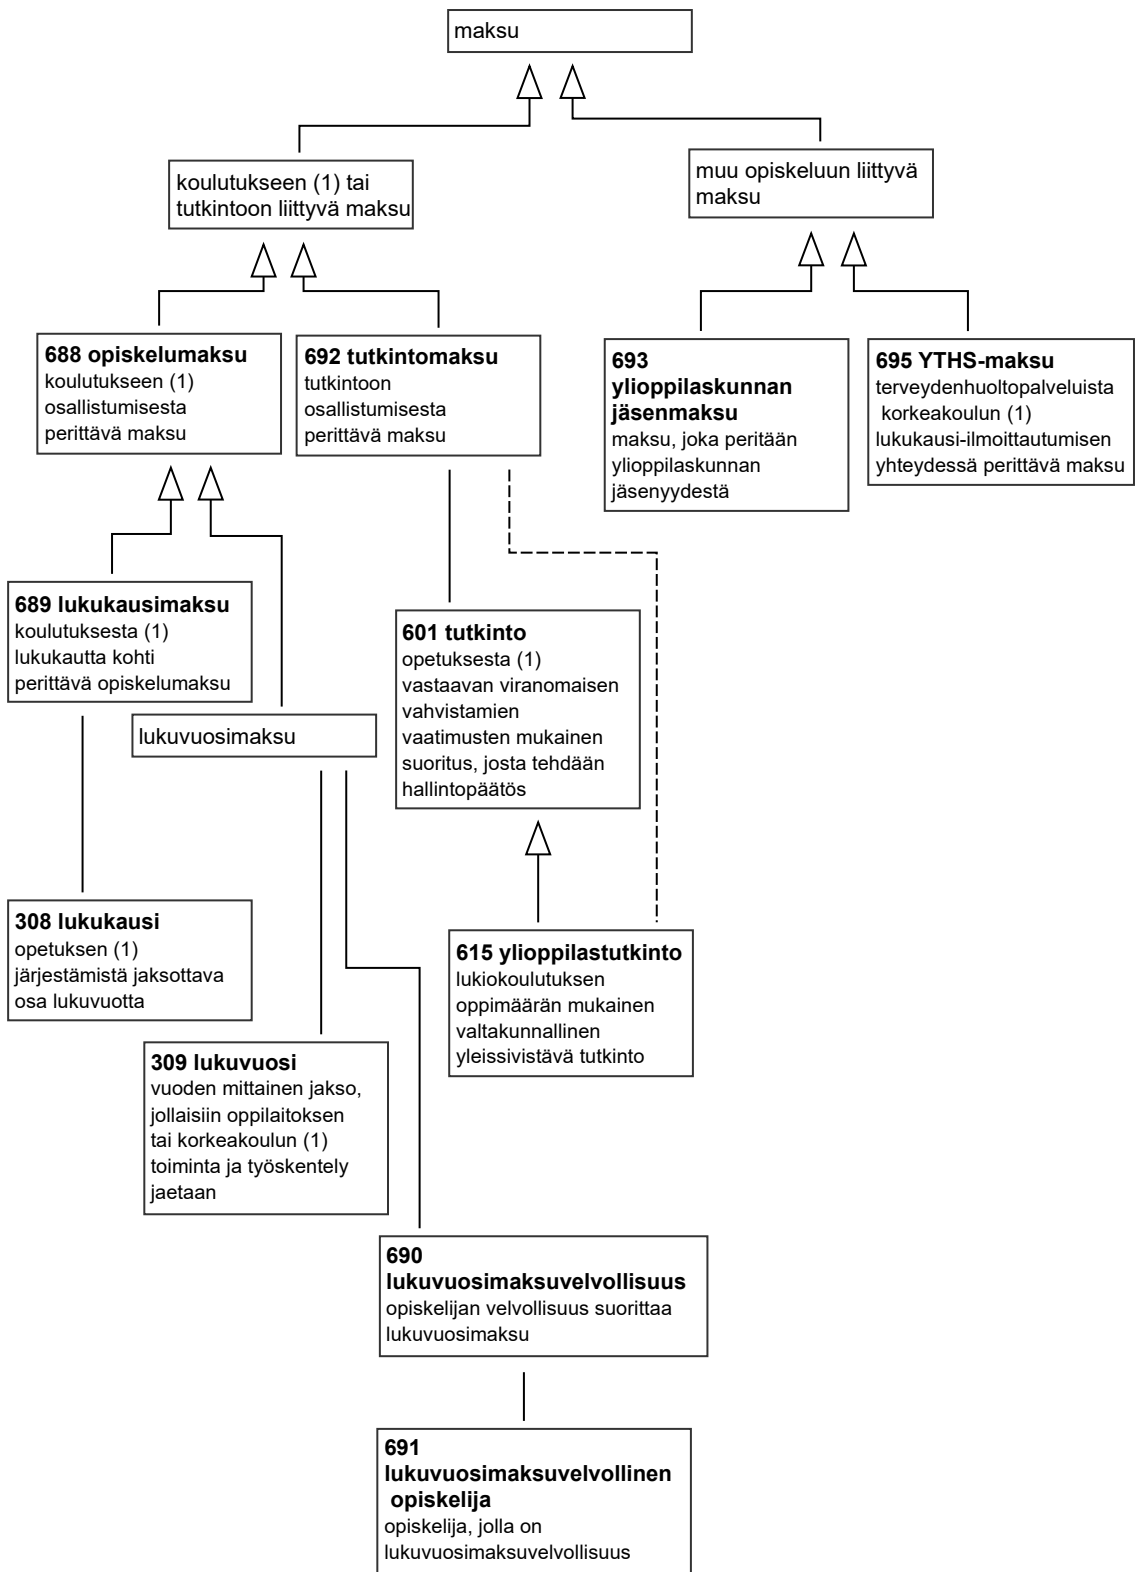 maksu
koulutukseen (1) tai
tutkintoon liittyvä maksu
muu opiskeluun liittyvä
maksu
688 opiskelumaksu
koulutukseen (1)
osallistumisesta
perittävä maksu
692 tutkintomaksu
tutkintoon
osallistumisesta
perittävä maksu
693
ylioppilaskunnan
jäsenmaksu
maksu, joka peritään
ylioppilaskunnan
jäsenyydestä
695 YTHS-maksu
terveydenhuoltopalveluista
korkeakoulun (1)
lukukausi-ilmoittautumisen
yhteydessä perittävä maksu
689 lukukausimaksu
koulutuksesta (1)
lukukautta kohti
perittävä opiskelumaksu
lukuvuosimaksu
601 tutkinto
opetuksesta (1)
vastaavan viranomaisen
vahvistamien
vaatimusten mukainen
suoritus, josta tehdään
hallintopäätös
308 lukukausi
opetuksen (1)
järjestämistä jaksottava
osa lukuvuotta
615 ylioppilastutkinto
lukiokoulutuksen
oppimäärän mukainen
valtakunnallinen
yleissivistävä tutkinto
309 lukuvuosi
vuoden mittainen jakso,
jollaisiin oppilaitoksen
tai korkeakoulun (1)
toiminta ja työskentely
jaetaan
690
lukuvuosimaksuvelvollisuus
opiskelijan velvollisuus suorittaa
lukuvuosimaksu
691
lukuvuosimaksuvelvollinen
opiskelija
opiskelija, jolla on
lukuvuosimaksuvelvollisuus